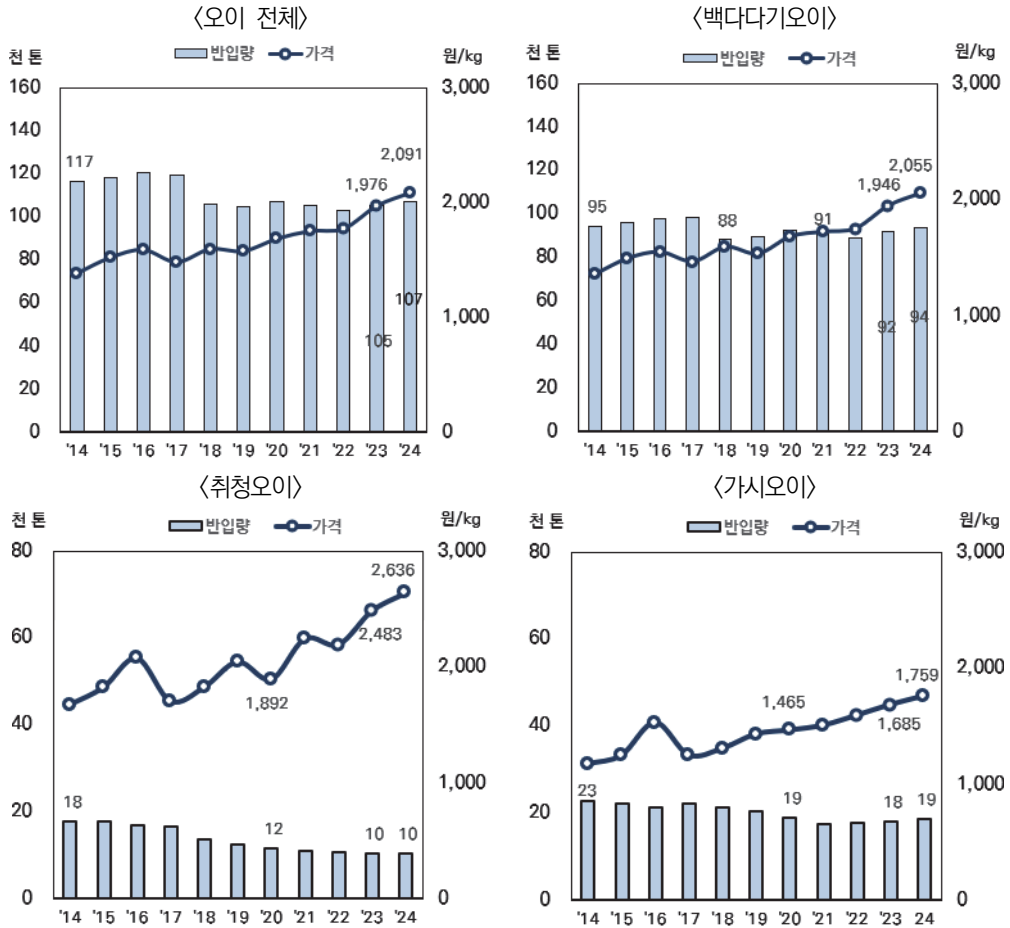 〈오이 전체〉
천 톤
반입량
가격
원/kg
160
140
120
100
80
60
40
20
0
3,000
2,000
1,000
0
117
1,976
2,091
105
107
'14 '15 '16 '17 '18 '19 '20 '21 '22 '23 '24
〈백다다기오이〉
천 톤
반입량
가격
원/kg
160
140
120
100
80
60
40
20
0
3,000
2,000
1,000
0
95
88
91
1,946
2,055
92
94
'14 '15 '16 '17 '18 '19 '20 '21 '22 '23 '24
〈취청오이〉
천 톤
반입량
가격
원/kg
80
60
40
20
0
3,000
2,000
1,000
0
2,636
2,483
1,892
18
12
10
10
'14 '15 '16 '17 '18 '19 '20 '21 '22 '23 '24
〈가시오이〉
천 톤
반입량
가격
원/kg
80
60
40
20
0
3,000
2,000
1,000
0
1,759
1,465
1,685
23
19
18
19
'14 '15 '16 '17 '18 '19 '20 '21 '22 '23 24